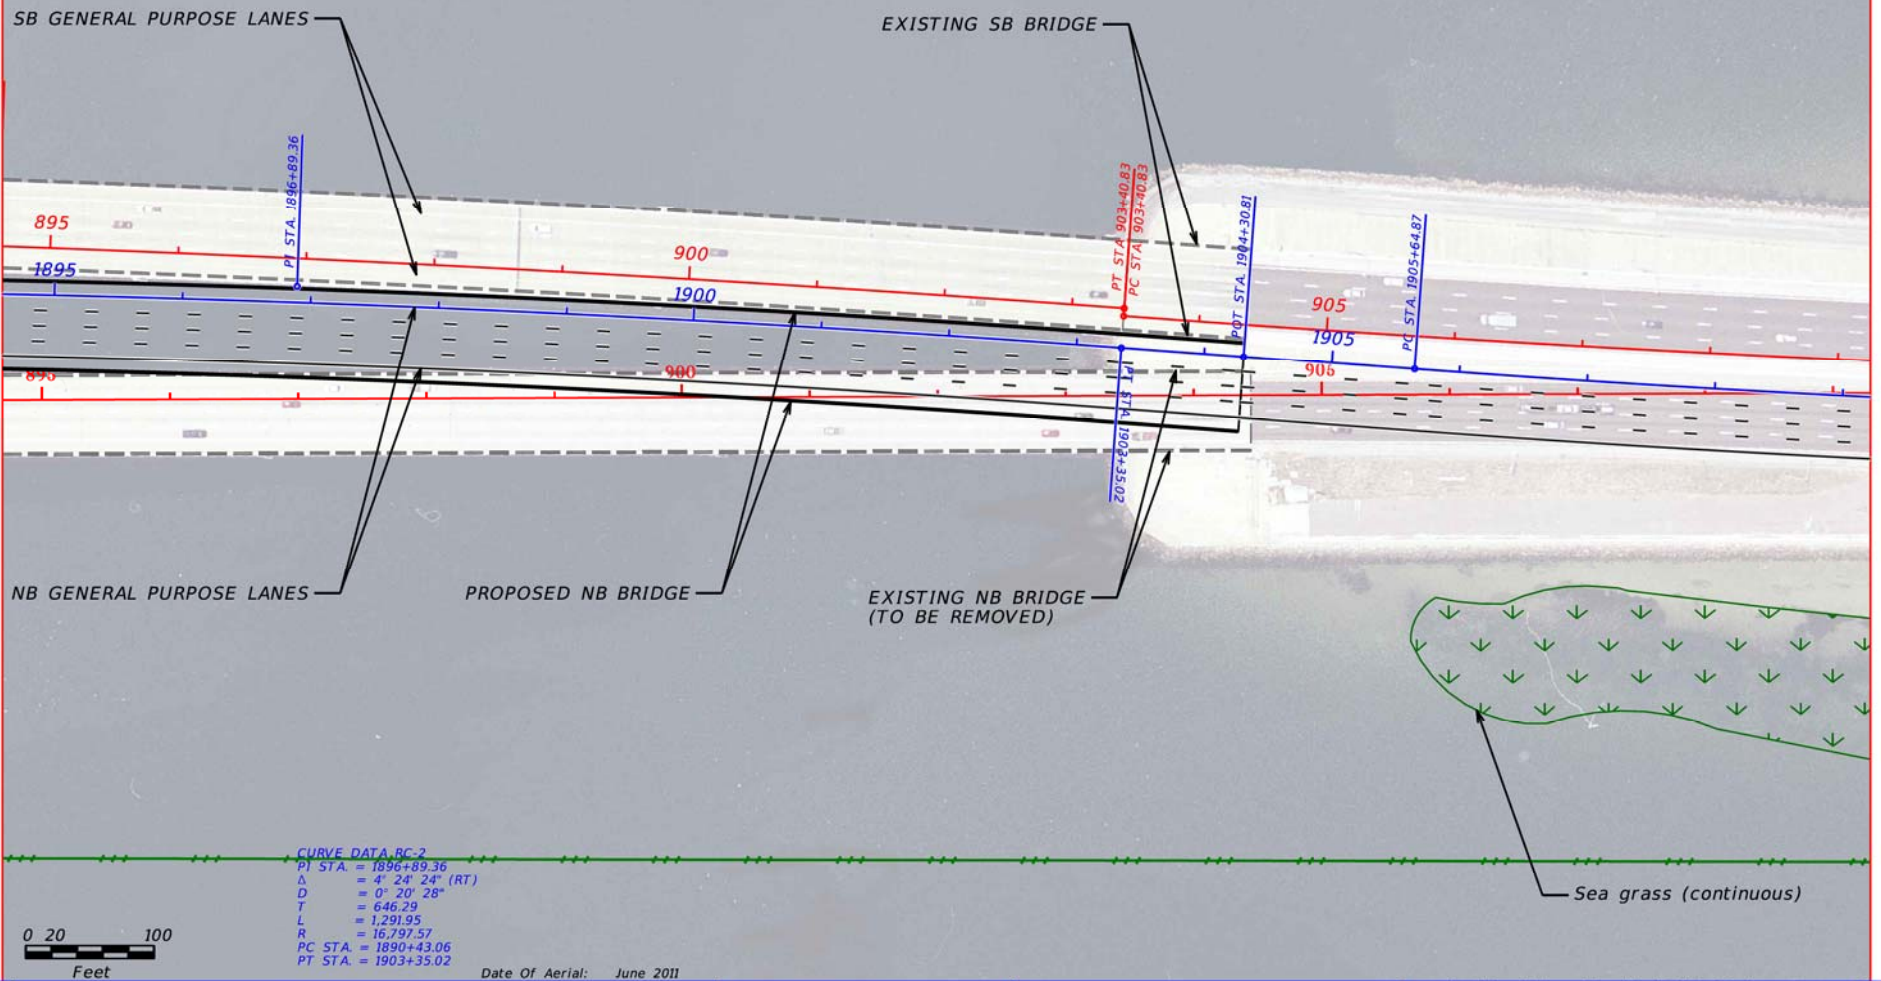 SB GENERAL PURPOSE LANES
EXISTING SB BRIDGE
PI STA. 1896+89.36
PT STA 903+40.83
PC STA. 903+40.83
POT STA. 1904+30.81
PC STA. 1905+64.87
895
900
905
1895
1900
1905
895
900
905
PT STA. 1903+35.02
NB GENERAL PURPOSE LANES
PROPOSED NB BRIDGE
EXISTING NB BRIDGE
(TO BE REMOVED)
CURVE DATA RC-2
PI STA. = 1896+89.36
Δ = 4° 24' 24" (RT)
D = 0° 20' 28"
T = 646.29
L = 1,291.95
R = 16,797.57
PC STA. = 1890+43.06
PT STA. = 1903+35.02
Sea grass (continuous)
0 20 100
Feet
Date Of Aerial: June 2011